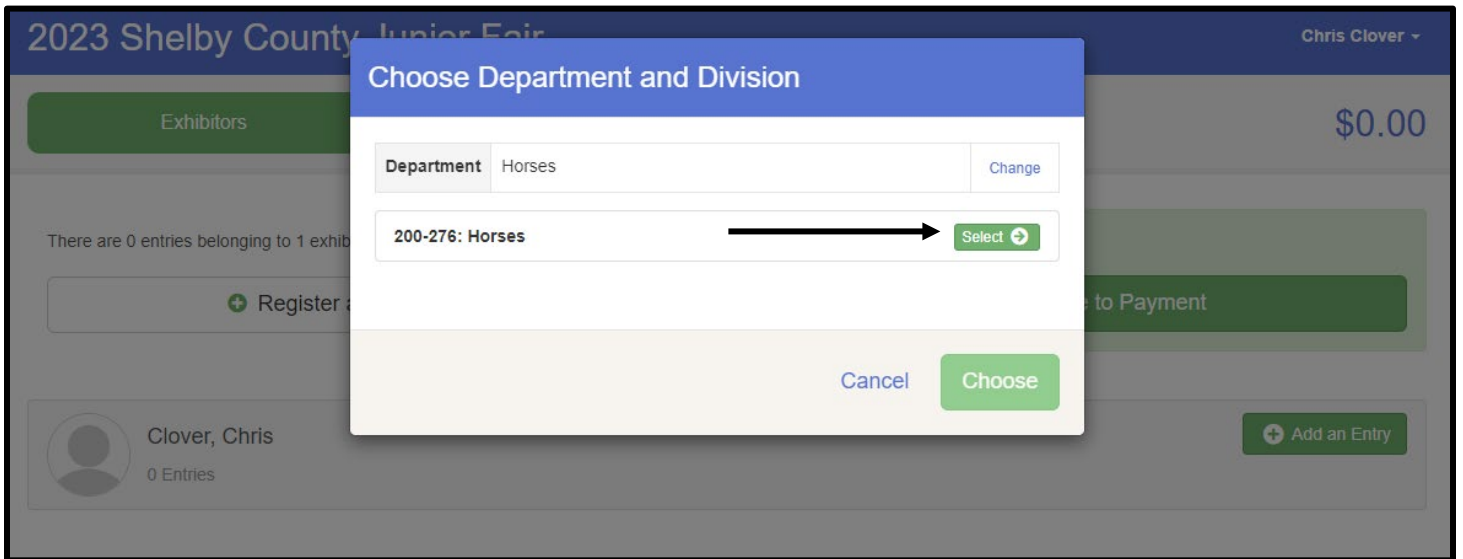 2023 Shelby County Junior Fair
Chris Clover
Choose Department and Division
Exhibitors
$0.00
Department Horses Change
There are 0 entries belonging to 1 exhib
200-276: Horses Select
Register
to Payment
Cancel Choose
Clover, Chris
0 Entries
Add an Entry